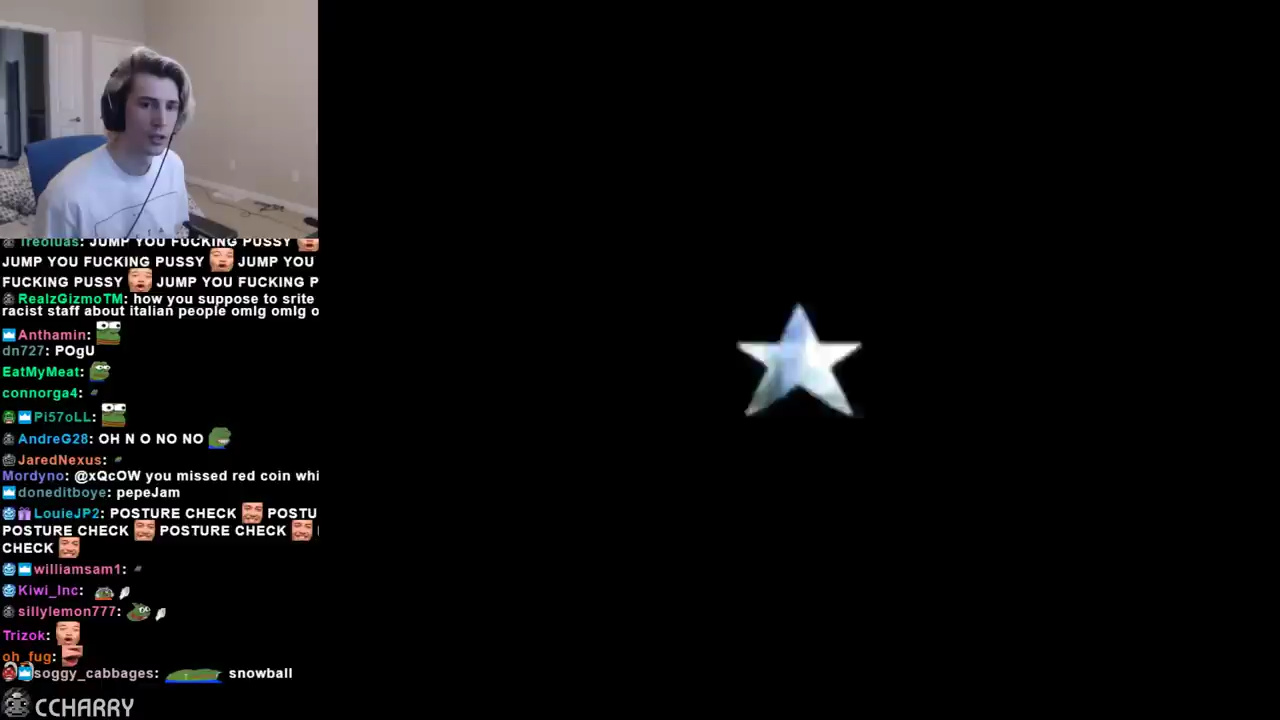 Treoluas: JUMP YOU FUCKING PUSSY
JUMP YOU FUCKING PUSSY JUMP YOU
FUCKING PUSSY JUMP YOU FUCKING P
RealzGizmoTM: how you suppose to srite
racist staff about italian people omlg omlg o
Anthamin:
dn727: POgU
EatMyMeat:
connorga4:
Pi57oLL:
AndreG28: OH N O NO NO
JaredNexus:
Mordyno: @xQcOW you missed red coin whi
doneditboye: pepeJam
LouieJP2: POSTURE CHECK POSTU
POSTURE CHECK POSTURE CHECK
CHECK
williamsam1:
Kiwi_Inc:
sillylemon777:
Trizok:
oh_fug:
soggy_cabbages: snowball
CCHARRY